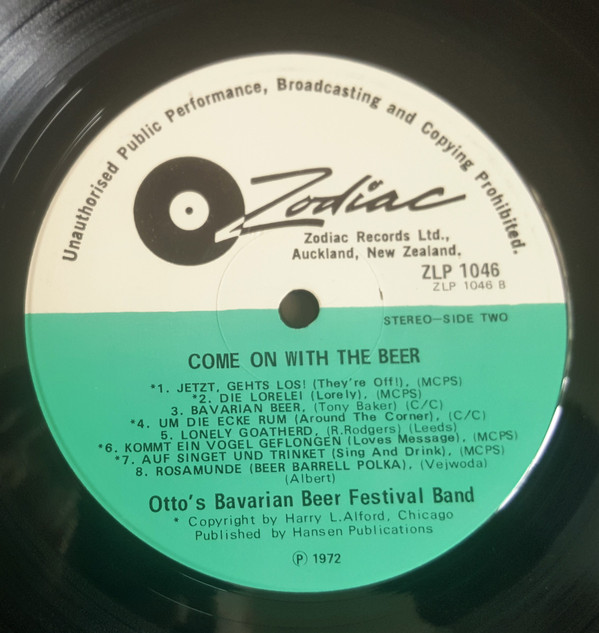 Unauthorised Public Performance, Broadcasting and Copying Prohibited.
Zodiac
Zodiac Records Ltd.,
Auckland, New Zealand.
ZLP 1046
ZLP 1046 B
STEREO—SIDE TWO
COME ON WITH THE BEER
*1. JETZT, GEHTS LOS! (They're Off!), (MCPS)
*2. DIE LORELEI (Lorely), (MCPS)
3. BAVARIAN BEER, (Tony Baker) (C/C)
*4. UM DIE ECKE RUM (Around The Corner), (C/C)
5. LONELY GOATHERD, (R.Rodgers) (Leeds)
*6. KOMMT EIN VOGEL GEFLONGEN (Loves Message), (MCPS)
*7. AUF SINGET UND TRINKET (Sing And Drink), (MCPS)
8. ROSAMUNDE (BEER BARRELL POLKA), (Vejwoda)
(Albert)
Otto's Bavarian Beer Festival Band
* Copyright by Harry L.Alford, Chicago
Published by Hansen Publications
℗ 1972